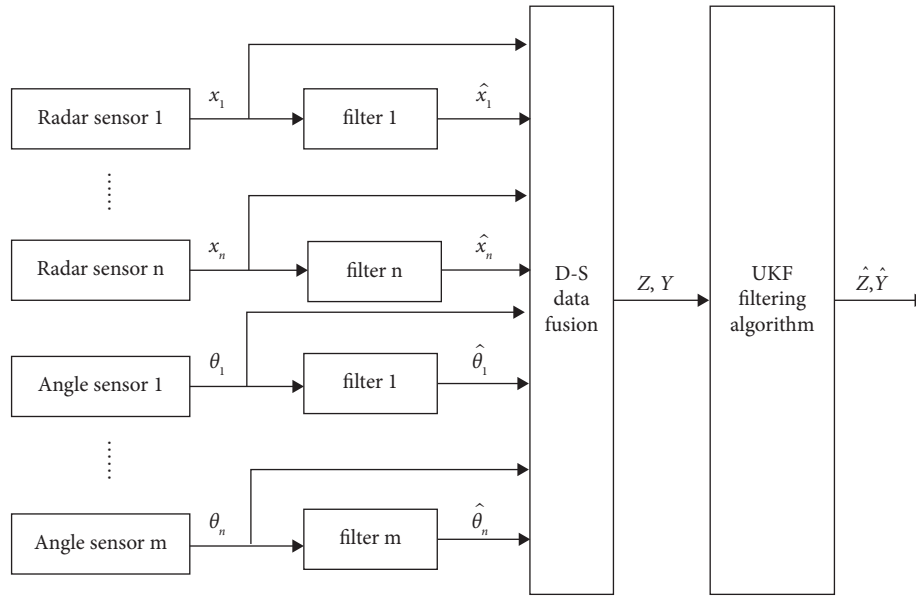 Radar sensor 1
x₁
filter 1
x̂₁
Radar sensor n
xₙ
filter n
x̂ₙ
Angle sensor 1
θ₁
filter 1
θ̂₁
Angle sensor m
θₙ
filter m
θ̂ₙ
D-S
data
fusion
Z, Y
UKF
filtering
algorithm
Ẑ,Ŷ